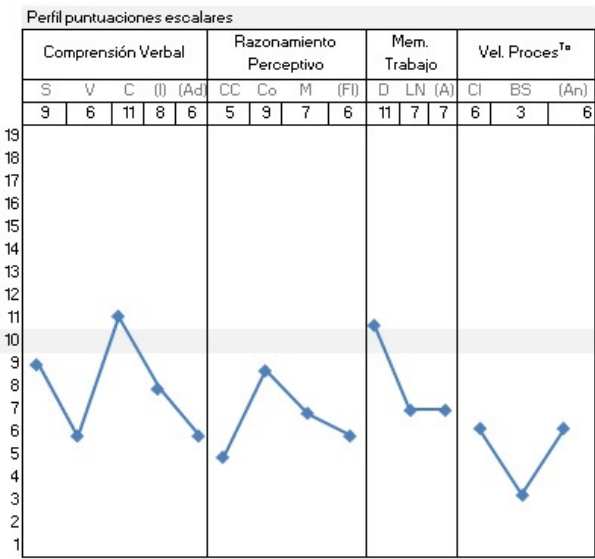 Perfil puntuaciones escalares
Comprensión Verbal
Razonamiento
Perceptivo
Mem.
Trabajo
Vel. Proces™
S V C (I) (Ad) CC Co M (FI) D LN (A) Cl BS (An)
9 6 11 8 6 5 9 7 6 11 7 7 6 3 6
19
18
17
16
15
14
13
12
11
10
9
8
7
6
5
4
3
2
1